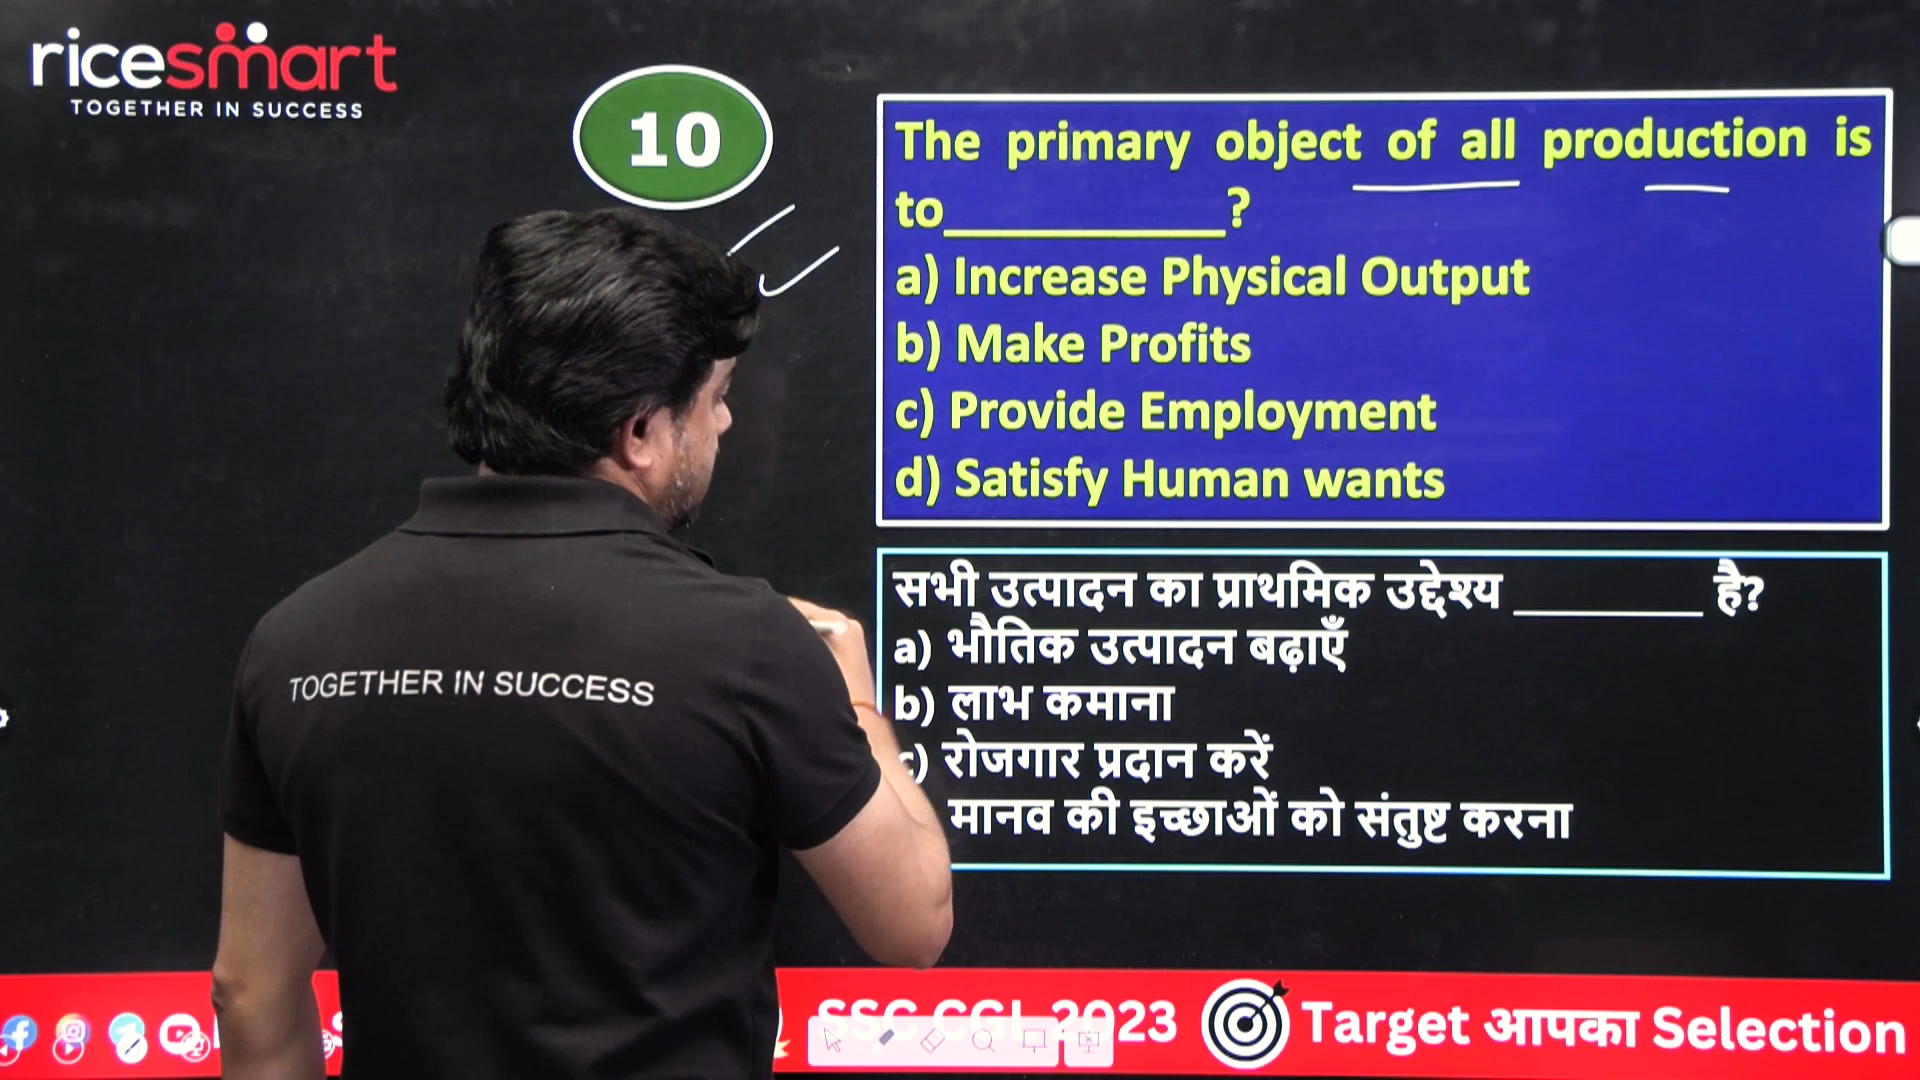 ricesmart
TOGETHER IN SUCCESS
10
The primary object of all production is
to__________?
a) Increase Physical Output
b) Make Profits
c) Provide Employment
d) Satisfy Human wants
सभी उत्पादन का प्राथमिक उद्देश्य ________ है?
a) भौतिक उत्पादन बढ़ाएँ
b) लाभ कमाना
c) रोजगार प्रदान करें
मानव की इच्छाओं को संतुष्ट करना
TOGETHER IN SUCCESS
SSC CGL 2023 Target आपका Selection